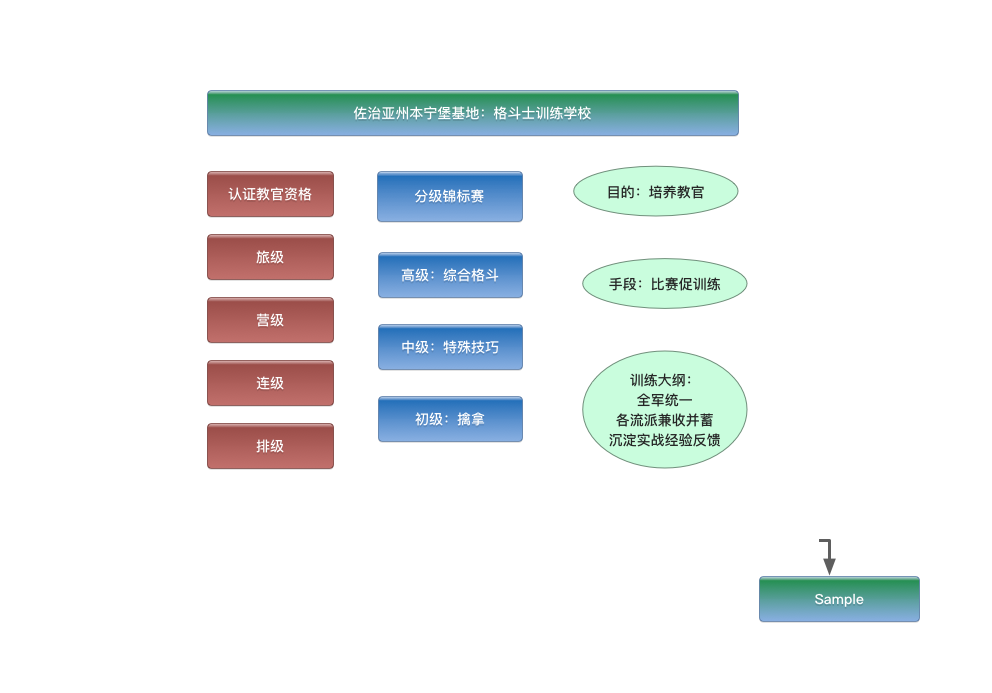 佐治亚州本宁堡基地：格斗士训练学校
认证教官资格
旅级
营级
连级
排级
分级锦标赛
高级：综合格斗
中级：特殊技巧
初级：擒拿
目的：培养教官
手段：比赛促训练
训练大纲：
全军统一
各流派兼收并蓄
沉淀实战经验反馈
Sample